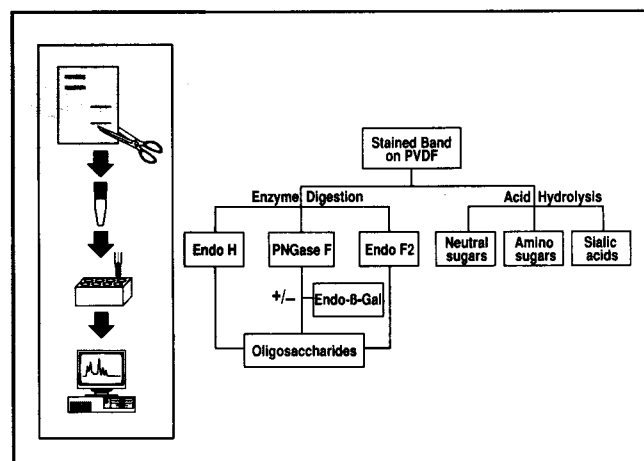 Stained Band
on PVDF
Enzyme Digestion
Acid Hydrolysis
Endo H
PNGase F
Endo F2
Neutral
sugars
Amino
sugars
Sialic
acids
+/–
Endo-ß-Gal
Oligosaccharides